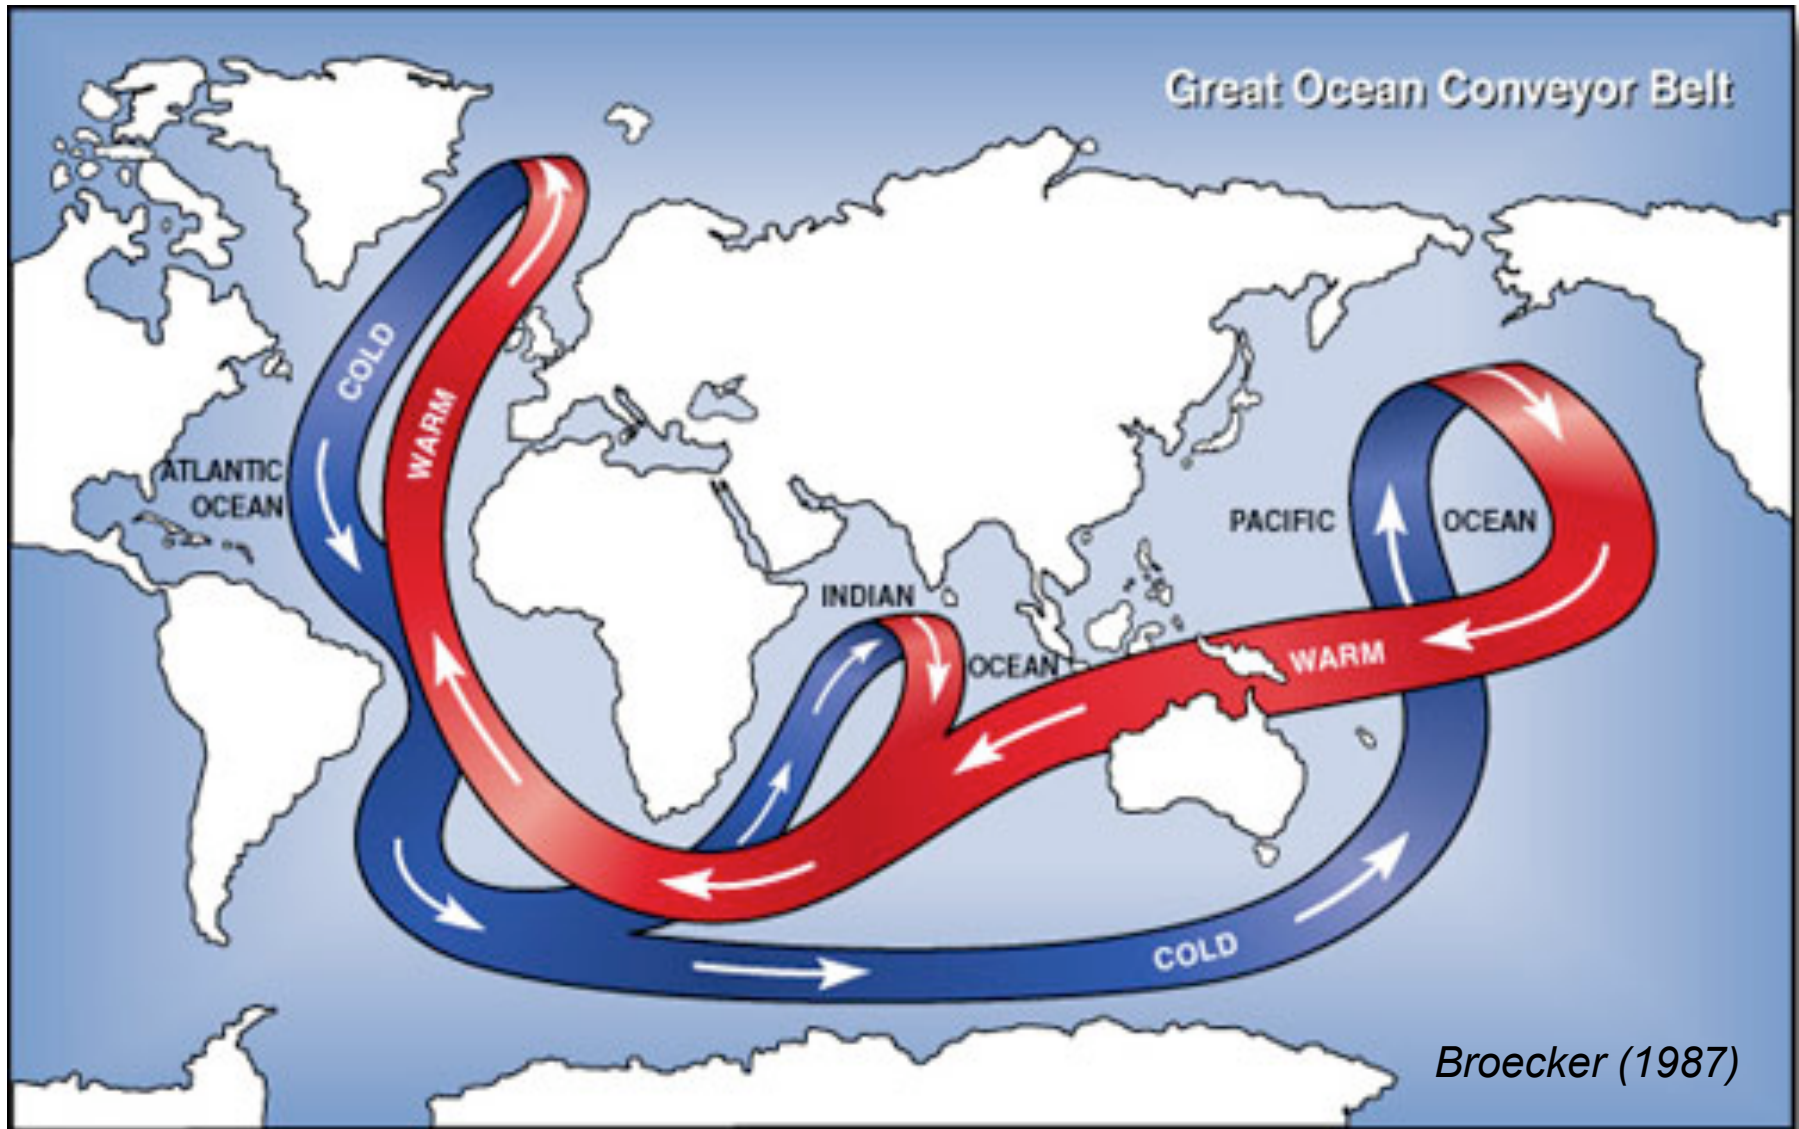 Great Ocean Conveyor Belt
COLD
WARM
ATLANTIC
OCEAN
PACIFIC OCEAN
INDIAN
OCEAN
WARM
COLD
Broecker (1987)